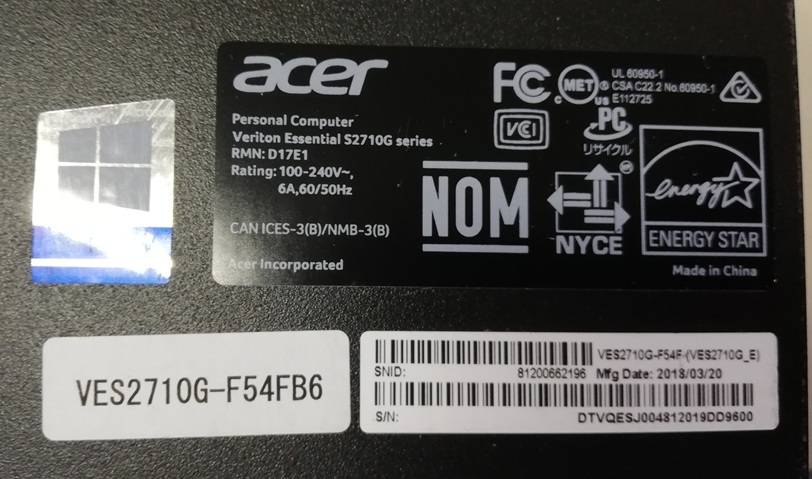 acer
Personal Computer
Veriton Essential S2710G series
RMN: D17E1
Rating: 100-240V~,
6A,60/50Hz
CAN ICES-3(B)/NMB-3(B)
Acer Incorporated
FC
c MET us ®
UL 60950-1
CSA C22.2 No.60950-1
E112725
VCI
PC
リサイクル
NOM
NYCE
energy
ENERGY STAR
Made in China
VES2710G-F54FB6
VES2710G-F54F-(VES2710G_E)
SNID: 81200662196 Mfg Date: 2018/03/20
S/N: DTVQESJ004812019DD9600